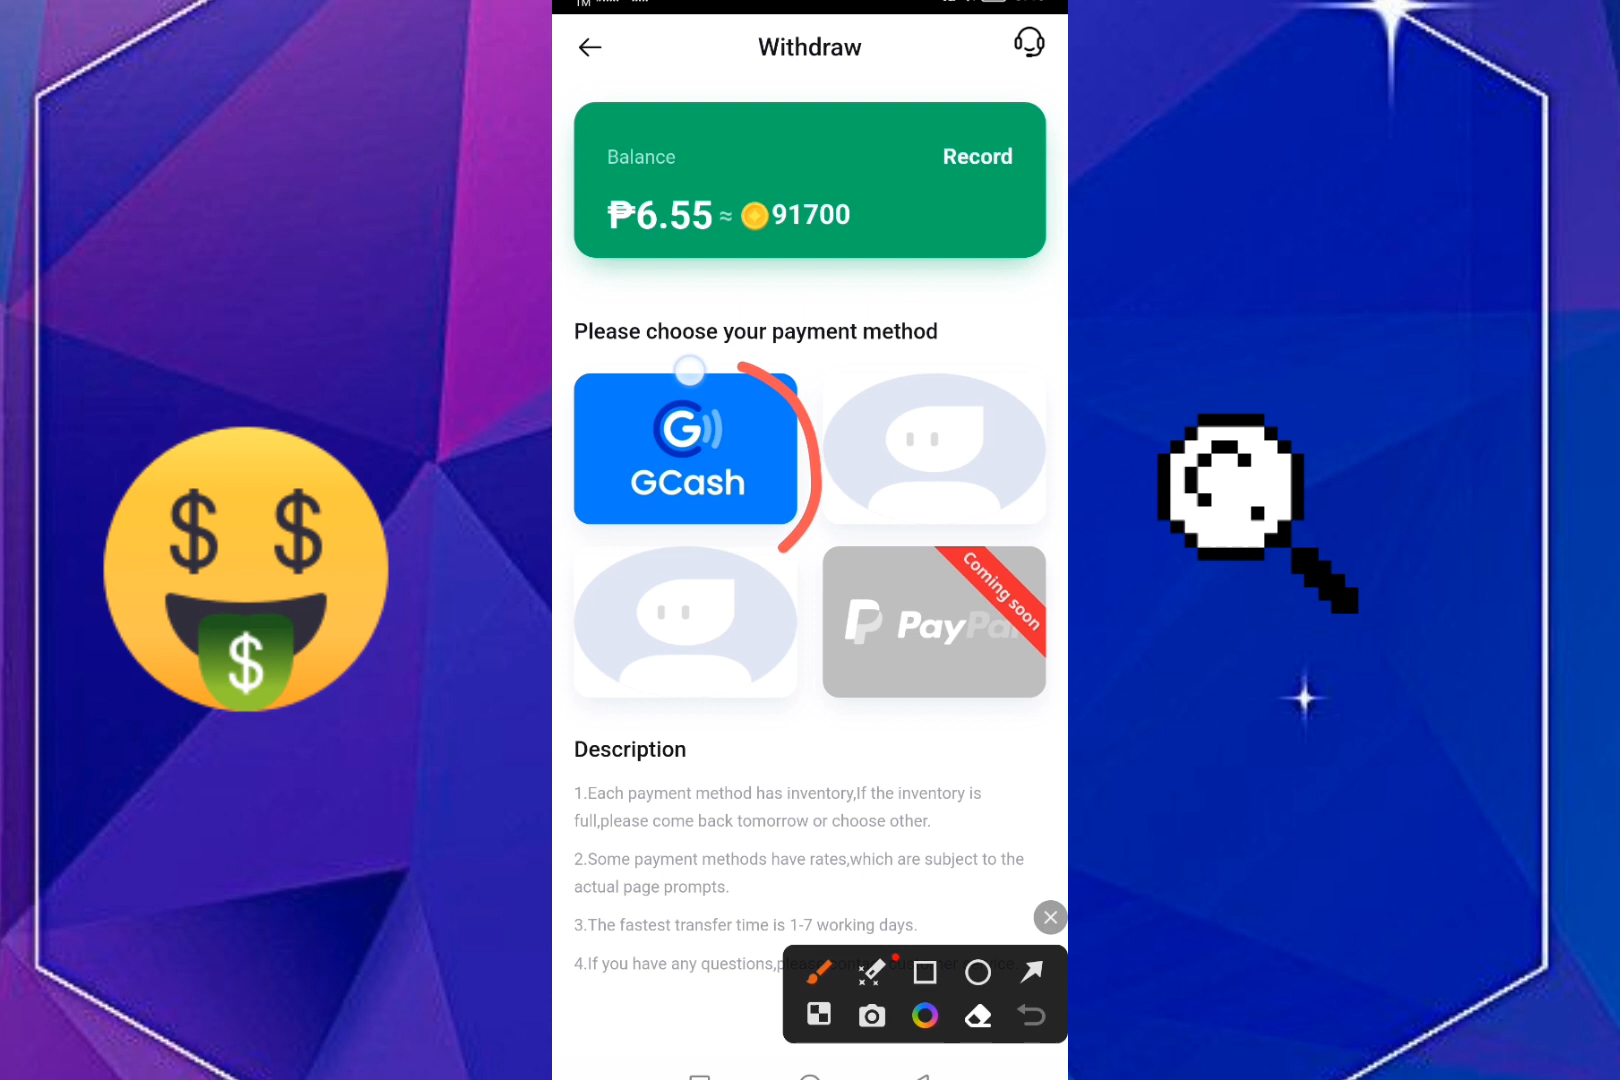 Withdraw
Balance
Record
₱6.55 ≈ 91700
Please choose your payment method
G
GCash
Coming soon
PayPal
Description
1.Each payment method has inventory,If the inventory is
full,please come back tomorrow or choose other.
2.Some payment methods have rates,which are subject to the
actual page prompts.
3.The fastest transfer time is 1-7 working days.
4.If you have any questions,please contact customer service.